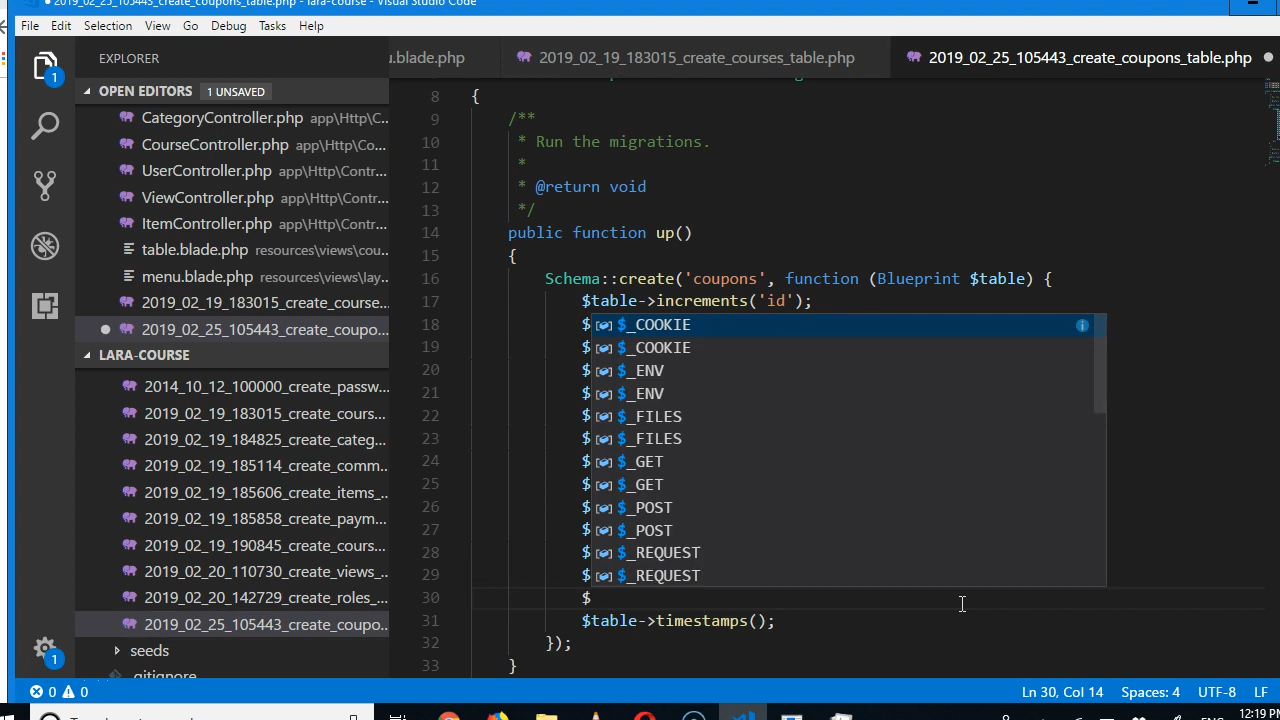 2019_02_25_105443_create_coupons_table.php - lara-course - Visual Studio Code
File Edit Selection View Go Debug Tasks Help
EXPLORER
u.blade.php 2019_02_19_183015_create_courses_table.php 2019_02_25_105443_create_coupons_table.php
OPEN EDITORS 1 UNSAVED
CategoryController.php app\Http\C...
CourseController.php app\Http\Co...
UserController.php app\Http\Contr...
ViewController.php app\Http\Contr...
ItemController.php app\Http\Contr...
table.blade.php resources\views\cou...
menu.blade.php resources\views\lay...
2019_02_19_183015_create_course...
2019_02_25_105443_create_coupo...
LARA-COURSE
2014_10_12_100000_create_passw...
2019_02_19_183015_create_cours...
2019_02_19_184825_create_categ...
2019_02_19_185114_create_comm...
2019_02_19_185606_create_items_...
2019_02_19_185858_create_paym...
2019_02_19_190845_create_cours...
2019_02_20_110730_create_views_...
2019_02_20_142729_create_roles_...
2019_02_25_105443_create_coupo...
seeds
.gitignore
8 {
9 /**
10 * Run the migrations.
11 *
12 * @return void
13 */
14 public function up()
15 {
16 Schema::create('coupons', function (Blueprint $table) {
17 $table->increments('id');
18 $ $_COOKIE
19 $ $_COOKIE
20 $ $_ENV
21 $ $_ENV
22 $ $_FILES
23 $ $_FILES
24 $ $_GET
25 $ $_GET
26 $ $_POST
27 $ $_POST
28 $ $_REQUEST
29 $ $_REQUEST
30 $
31 $table->timestamps();
32 });
33 }
1
1
0 0 Ln 30, Col 14 Spaces: 4 UTF-8 LF
12:19 PM